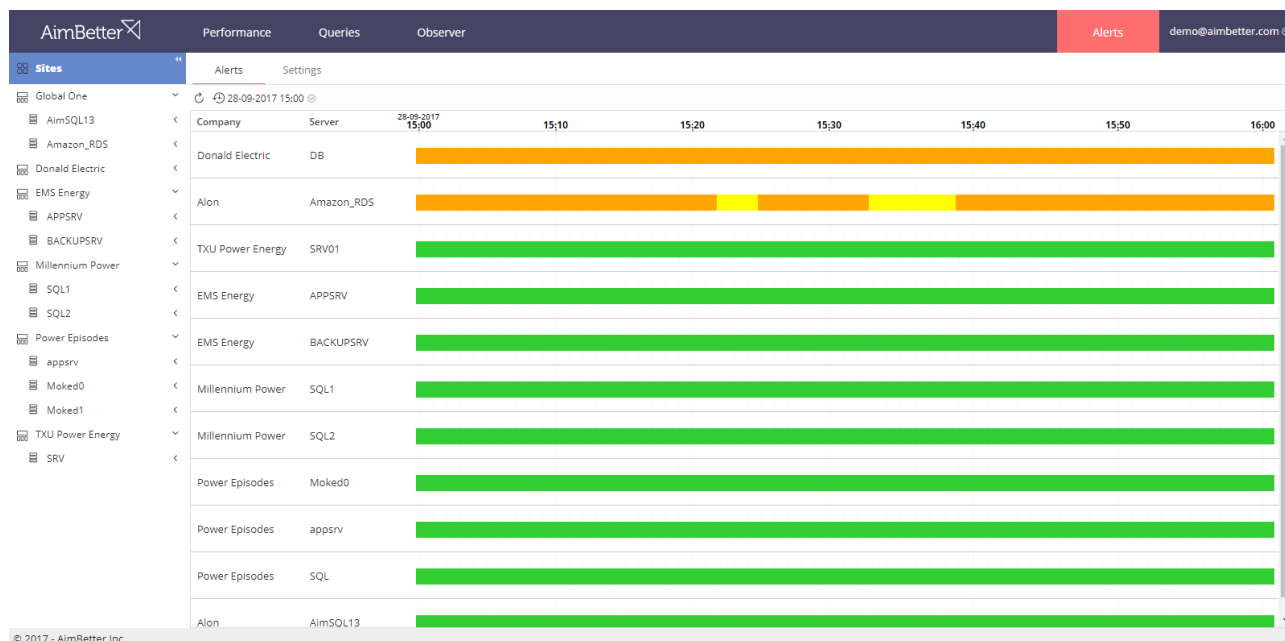 AimBetter Performance Queries Observer Alerts demo@aimbetter.com
Sites Alerts Settings
28-09-2017 15:00
Company Server 28-09-2017 15:00 15:10 15:20 15:30 15:40 15:50 16:00
Global One
AimSQL13
Amazon_RDS
Donald Electric
EMS Energy
APPSRV
BACKUPSRV
Millennium Power
SQL1
SQL2
Power Episodes
appsrv
Moked0
Moked1
TXU Power Energy
SRV
Donald Electric DB
Alon Amazon_RDS
TXU Power Energy SRV01
EMS Energy APPSRV
EMS Energy BACKUPSRV
Millennium Power SQL1
Millennium Power SQL2
Power Episodes Moked0
Power Episodes appsrv
Power Episodes SQL
Alon AimSQL13
© 2017 - AimBetter Inc